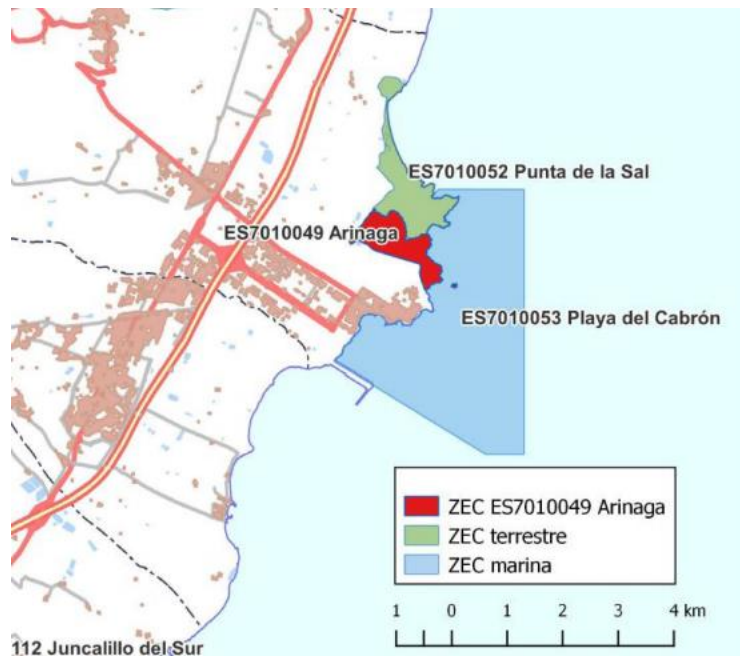 ES7010052 Punta de la Sal
ES7010049 Arinaga
ES7010053 Playa del Cabrón
ZEC ES7010049 Arinaga
ZEC terrestre
ZEC marina
1 0 1 2 3 4 km
112 Juncalillo del Sur